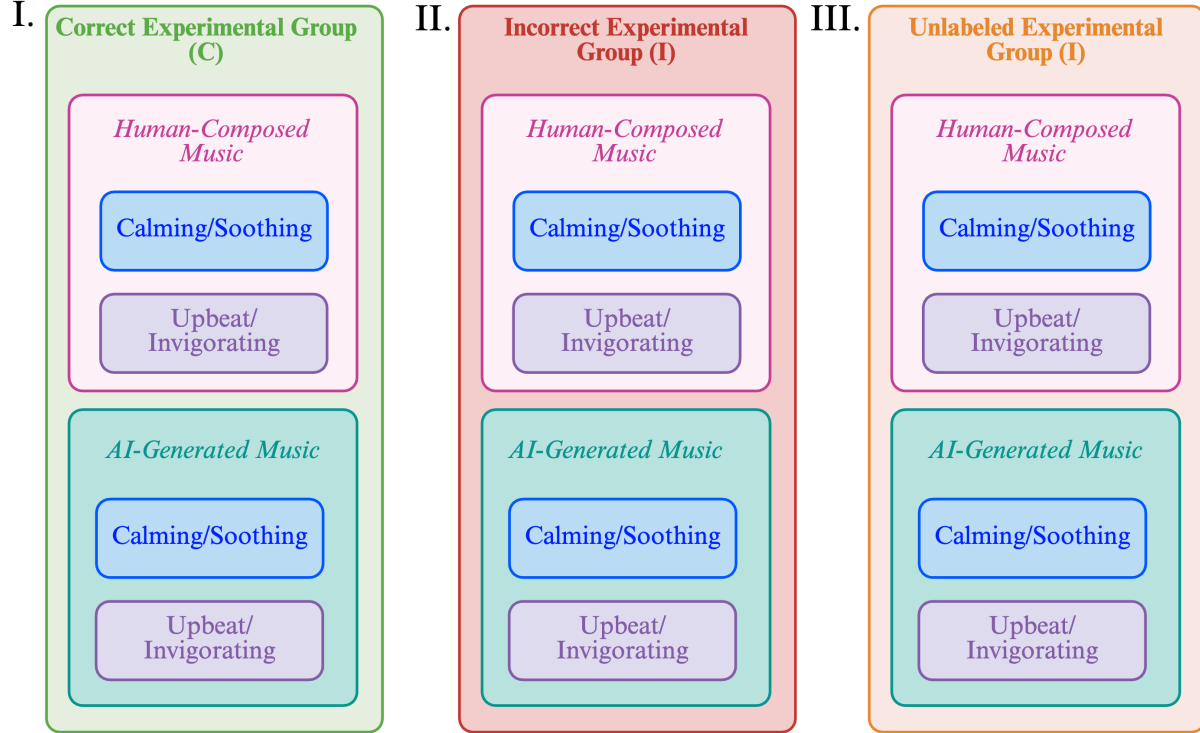 I.
Correct Experimental Group
(C)
Human-Composed
Music
Calming/Soothing
Upbeat/
Invigorating
AI-Generated Music
Calming/Soothing
Upbeat/
Invigorating
II.
Incorrect Experimental
Group (I)
Human-Composed
Music
Calming/Soothing
Upbeat/
Invigorating
AI-Generated Music
Calming/Soothing
Upbeat/
Invigorating
III.
Unlabeled Experimental
Group (I)
Human-Composed
Music
Calming/Soothing
Upbeat/
Invigorating
AI-Generated Music
Calming/Soothing
Upbeat/
Invigorating